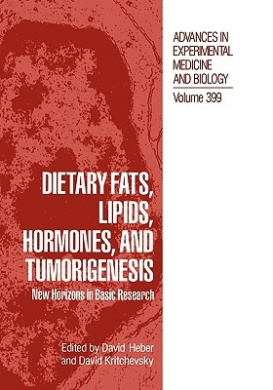 ADVANCES IN
EXPERIMENTAL
MEDICINE
AND BIOLOGY
Volume 399
DIETARY FATS,
LIPIDS,
HORMONES, AND
TUMORIGENESIS
New Horizons in Basic Research
Edited by David Heber
and David Kritchevsky